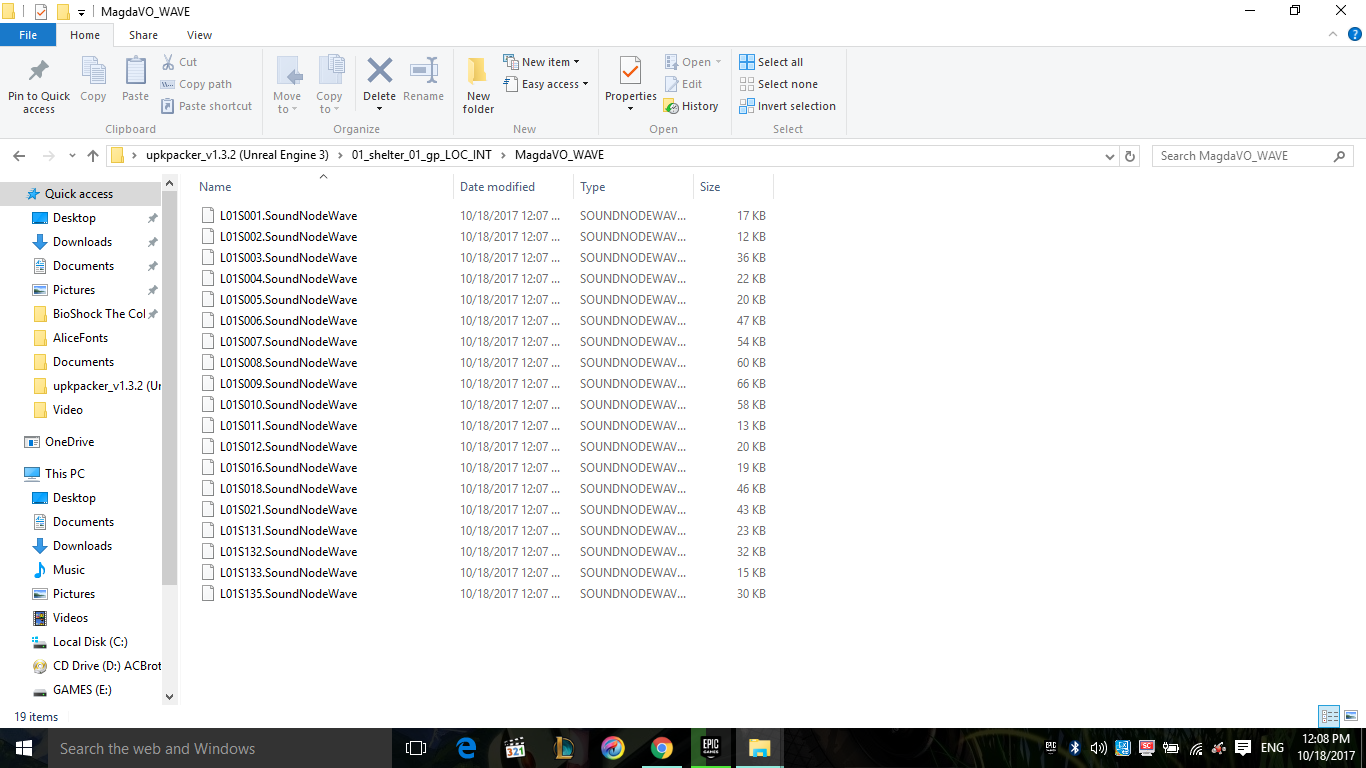 MagdaVO_WAVE
File Home Share View
Pin to Quick access
Copy
Paste
Cut
Copy path
Paste shortcut
Clipboard
Move to
Copy to
Delete
Rename
Organize
New folder
New item
Easy access
New
Properties
Open
Edit
History
Open
Select all
Select none
Invert selection
Select
upkpacker_v1.3.2 (Unreal Engine 3) 01_shelter_01_gp_LOC_INT MagdaVO_WAVE
Search MagdaVO_WAVE
Quick access
Desktop
Downloads
Documents
Pictures
BioShock The Col
AliceFonts
Documents
upkpacker_v1.3.2 (Ur
Video
OneDrive
This PC
Desktop
Documents
Downloads
Music
Pictures
Videos
Local Disk (C:)
CD Drive (D:) ACBrot
GAMES (E:)
Name Date modified Type Size
L01S001.SoundNodeWave 10/18/2017 12:07 ... SOUNDNODEWAV... 17 KB
L01S002.SoundNodeWave 10/18/2017 12:07 ... SOUNDNODEWAV... 12 KB
L01S003.SoundNodeWave 10/18/2017 12:07 ... SOUNDNODEWAV... 36 KB
L01S004.SoundNodeWave 10/18/2017 12:07 ... SOUNDNODEWAV... 22 KB
L01S005.SoundNodeWave 10/18/2017 12:07 ... SOUNDNODEWAV... 20 KB
L01S006.SoundNodeWave 10/18/2017 12:07 ... SOUNDNODEWAV... 47 KB
L01S007.SoundNodeWave 10/18/2017 12:07 ... SOUNDNODEWAV... 54 KB
L01S008.SoundNodeWave 10/18/2017 12:07 ... SOUNDNODEWAV... 60 KB
L01S009.SoundNodeWave 10/18/2017 12:07 ... SOUNDNODEWAV... 66 KB
L01S010.SoundNodeWave 10/18/2017 12:07 ... SOUNDNODEWAV... 58 KB
L01S011.SoundNodeWave 10/18/2017 12:07 ... SOUNDNODEWAV... 13 KB
L01S012.SoundNodeWave 10/18/2017 12:07 ... SOUNDNODEWAV... 20 KB
L01S016.SoundNodeWave 10/18/2017 12:07 ... SOUNDNODEWAV... 19 KB
L01S018.SoundNodeWave 10/18/2017 12:07 ... SOUNDNODEWAV... 46 KB
L01S021.SoundNodeWave 10/18/2017 12:07 ... SOUNDNODEWAV... 43 KB
L01S131.SoundNodeWave 10/18/2017 12:07 ... SOUNDNODEWAV... 23 KB
L01S132.SoundNodeWave 10/18/2017 12:07 ... SOUNDNODEWAV... 32 KB
L01S133.SoundNodeWave 10/18/2017 12:07 ... SOUNDNODEWAV... 15 KB
L01S135.SoundNodeWave 10/18/2017 12:07 ... SOUNDNODEWAV... 30 KB
19 items
Search the web and Windows
321
EPIC
GAMES
EPIC
SC
ENG
12:08 PM
10/18/2017